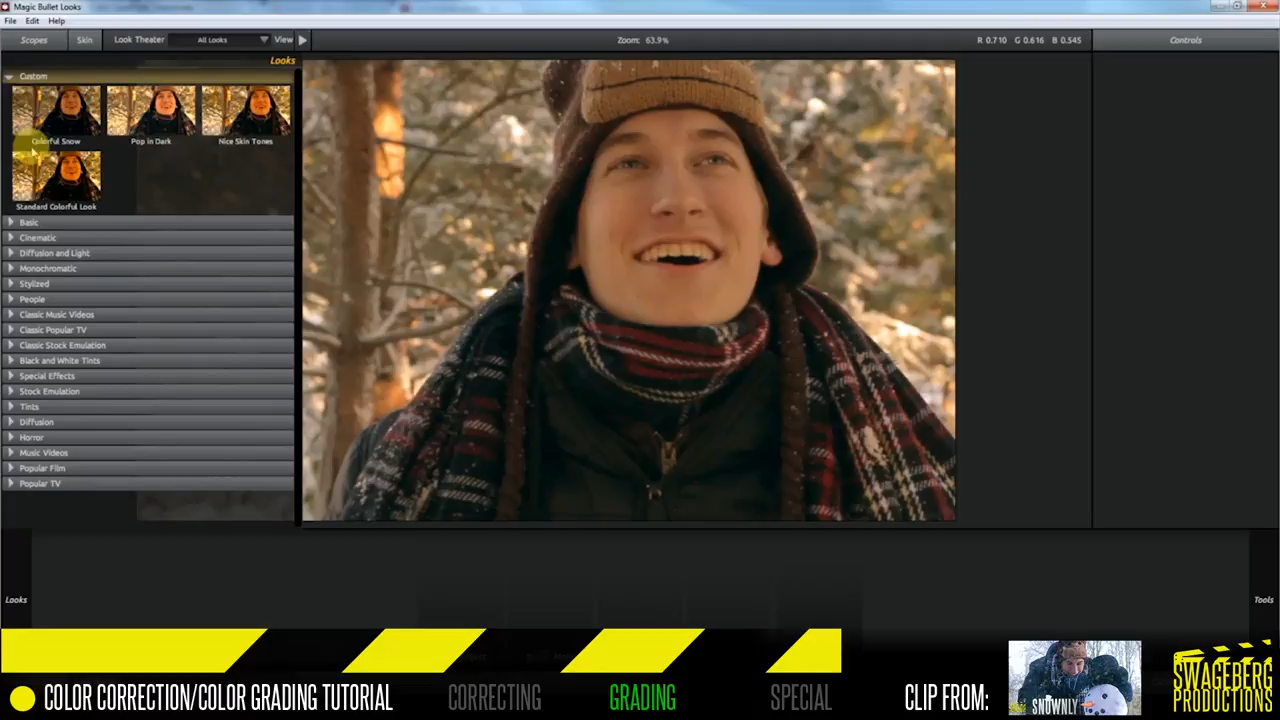 Magic Bullet Looks
File Edit Help
Scopes Skin Look Theater All Looks View Zoom: 63.9% R 0.710 G 0.616 B 0.545 Controls
Looks
Custom
Colorful Snow Pop in Dark Nice Skin Tones
Standard Colorful Look
Basic
Cinematic
Diffusion and Light
Monochromatic
Stylized
People
Classic Music Videos
Classic Popular TV
Classic Stock Emulation
Black and White Tints
Special Effects
Stock Emulation
Tints
Diffusion
Horror
Music Videos
Popular Film
Popular TV
Looks Tools
COLOR CORRECTION/COLOR GRADING TUTORIAL CORRECTING GRADING SPECIAL CLIP FROM:
SNOWNLY
SWAGEBERG
PRODUCTIONS